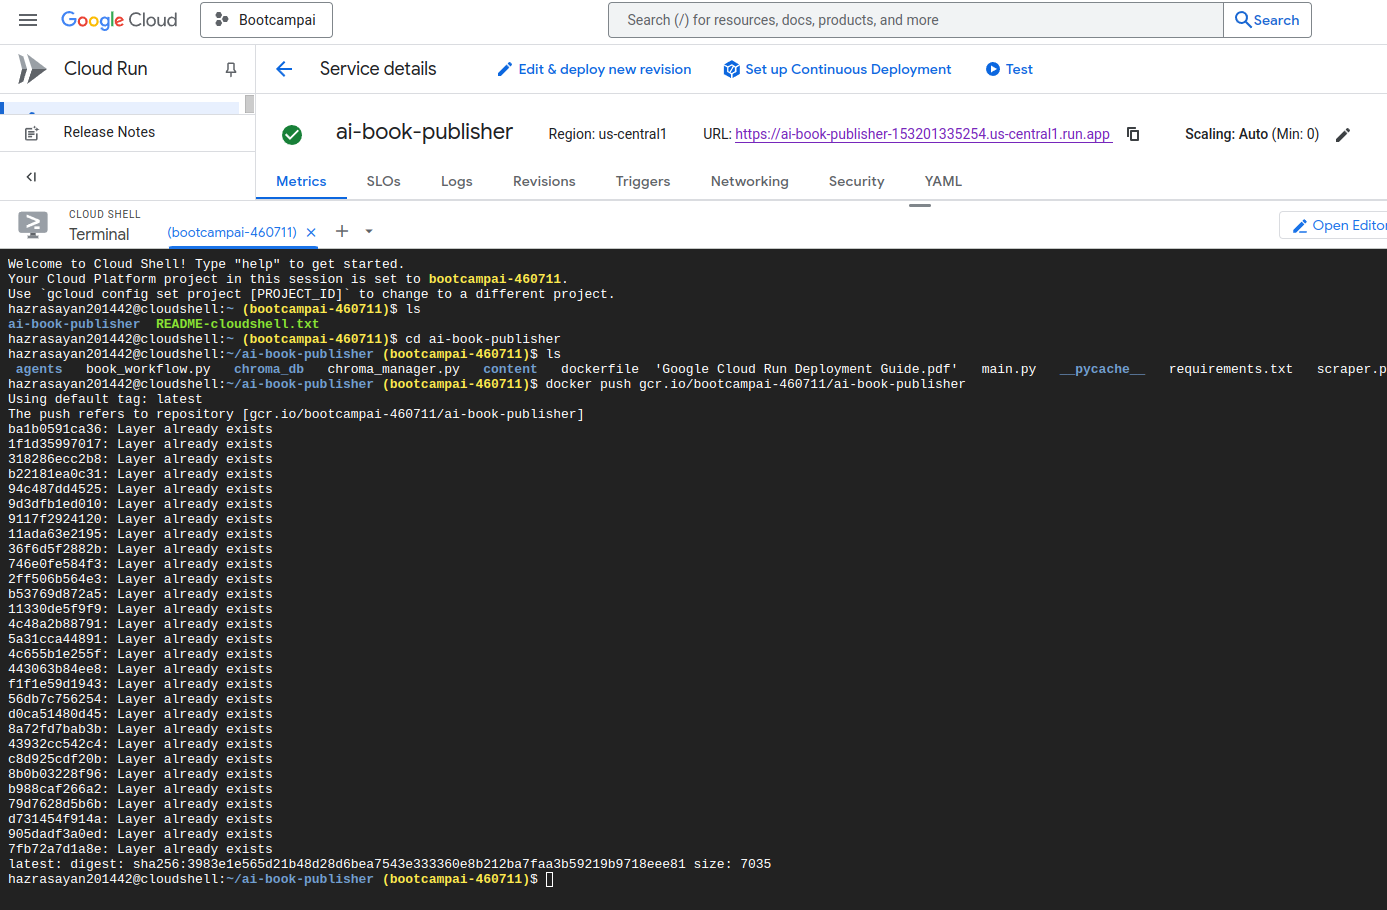 Google Cloud
Bootcampai
Search (/) for resources, docs, products, and more
Search
Cloud Run
Service details
Edit & deploy new revision
Set up Continuous Deployment
Test
Release Notes
ai-book-publisher
Region: us-central1
URL: https://ai-book-publisher-153201335254.us-central1.run.app
Scaling: Auto (Min: 0)
Metrics
SLOs
Logs
Revisions
Triggers
Networking
Security
YAML
CLOUD SHELL
Terminal
(bootcampai-460711)
Open Editor
Welcome to Cloud Shell! Type "help" to get started.
Your Cloud Platform project in this session is set to bootcampai-460711.
Use `gcloud config set project [PROJECT_ID]` to change to a different project.
hazrasayan201442@cloudshell:~ (bootcampai-460711)$ ls
ai-book-publisher  README-cloudshell.txt
hazrasayan201442@cloudshell:~ (bootcampai-460711)$ cd ai-book-publisher
hazrasayan201442@cloudshell:~/ai-book-publisher (bootcampai-460711)$ ls
agents   book_workflow.py   chroma_db   chroma_manager.py   content   dockerfile  'Google Cloud Run Deployment Guide.pdf'   main.py   __pycache__   requirements.txt   scraper.p
hazrasayan201442@cloudshell:~/ai-book-publisher (bootcampai-460711)$ docker push gcr.io/bootcampai-460711/ai-book-publisher
Using default tag: latest
The push refers to repository [gcr.io/bootcampai-460711/ai-book-publisher]
ba1b0591ca36: Layer already exists
1f1d35997017: Layer already exists
318286ecc2b8: Layer already exists
b22181ea0c31: Layer already exists
94c487dd4525: Layer already exists
9d3dfb1ed010: Layer already exists
9117f2924120: Layer already exists
11ada63e2195: Layer already exists
36f6d5f2882b: Layer already exists
746e0fe584f3: Layer already exists
2ff506b564e3: Layer already exists
b53769d872a5: Layer already exists
11330de5f9f9: Layer already exists
4c48a2b88791: Layer already exists
5a31cca44891: Layer already exists
4c655b1e255f: Layer already exists
443063b84ee8: Layer already exists
f1f1e59d1943: Layer already exists
56db7c756254: Layer already exists
d0ca51480d45: Layer already exists
8a72fd7bab3b: Layer already exists
43932cc542c4: Layer already exists
c8d925cdf20b: Layer already exists
8b0b03228f96: Layer already exists
b988caf266a2: Layer already exists
79d7628d5b6b: Layer already exists
d731454f914a: Layer already exists
905dadf3a0ed: Layer already exists
7fb72a7d1a8e: Layer already exists
latest: digest: sha256:3983e1e565d21b48d28d6bea7543e333360e8b212ba7faa3b59219b9718eee81 size: 7035
hazrasayan201442@cloudshell:~/ai-book-publisher (bootcampai-460711)$